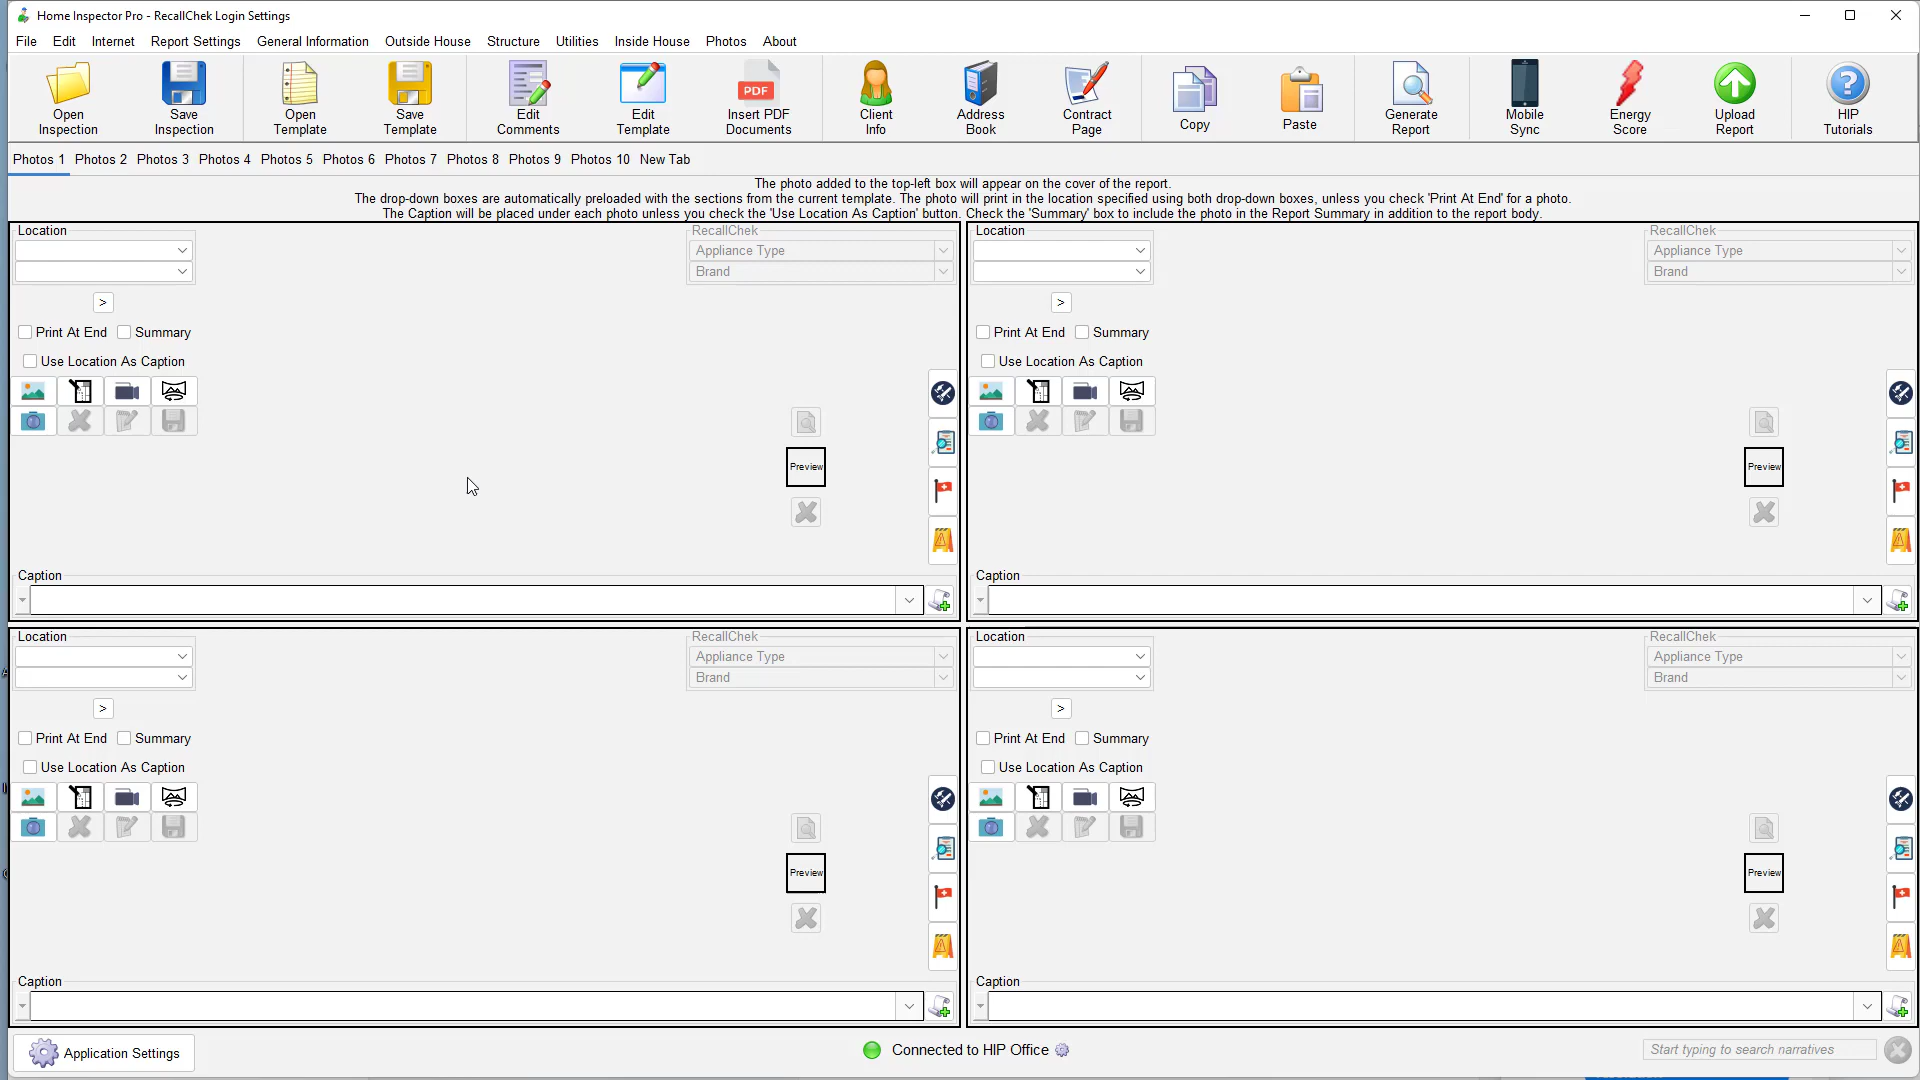 Home Inspector Pro - RecallChek Login Settings
File Edit Internet Report Settings General Information Outside House Structure Utilities Inside House Photos About
Open Inspection
Save Inspection
Open Template
Save Template
Edit Comments
Edit Template
PDF
Insert PDF Documents
Client Info
Address Book
Contract Page
Copy
Paste
Generate Report
Mobile Sync
Energy Score
Upload Report
HIP Tutorials
Photos 1 Photos 2 Photos 3 Photos 4 Photos 5 Photos 6 Photos 7 Photos 8 Photos 9 Photos 10 New Tab
The photo added to the top-left box will appear on the cover of the report.
The drop-down boxes are automatically preloaded with the sections from the current template. The photo will print in the location specified using both drop-down boxes, unless you check 'Print At End' for a photo.
The Caption will be placed under each photo unless you check the 'Use Location As Caption' button. Check the 'Summary' box to include the photo in the Report Summary in addition to the report body.
Location
RecallChek
Appliance Type
Brand
>
Print At End Summary
Use Location As Caption
Preview
Caption
Location
RecallChek
Appliance Type
Brand
>
Print At End Summary
Use Location As Caption
Preview
Caption
Location
RecallChek
Appliance Type
Brand
>
Print At End Summary
Use Location As Caption
Preview
Caption
Location
RecallChek
Appliance Type
Brand
>
Print At End Summary
Use Location As Caption
Preview
Caption
Application Settings
Connected to HIP Office
Start typing to search narratives